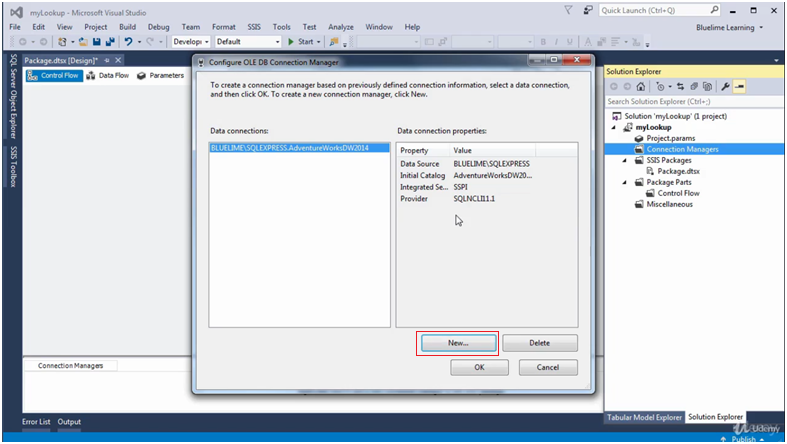 myLookup - Microsoft Visual Studio
Quick Launch (Ctrl+Q)
File Edit View Project Build Debug Team Format SSIS Tools Test Analyze Window Help
Bluelime Learning
Developı Default Start
Package.dtsx [Design]*
Control Flow Data Flow Parameters
SQL Server Object Explorer
SSIS Toolbox
Configure OLE DB Connection Manager
To create a connection manager based on previously defined connection information, select a data connection,
and then click OK. To create a new connection manager, click New.
Data connections:
BLUELIME\SQLEXPRESS.AdventureWorksDW2014
Data connection properties:
Property Value
Data Source BLUELIME\SQLEXPRESS
Initial Catalog AdventureWorksDW20...
Integrated Se... SSPI
Provider SQLNCLI11.1
New... Delete
OK Cancel
Connection Managers
Error List Output
Solution Explorer
Search Solution Explorer (Ctrl+;)
Solution 'myLookup' (1 project)
myLookup
Project.params
Connection Managers
SSIS Packages
Package.dtsx
Package Parts
Control Flow
Miscellaneous
Tabular Model Explorer Solution Explorer
Udemy
Publish